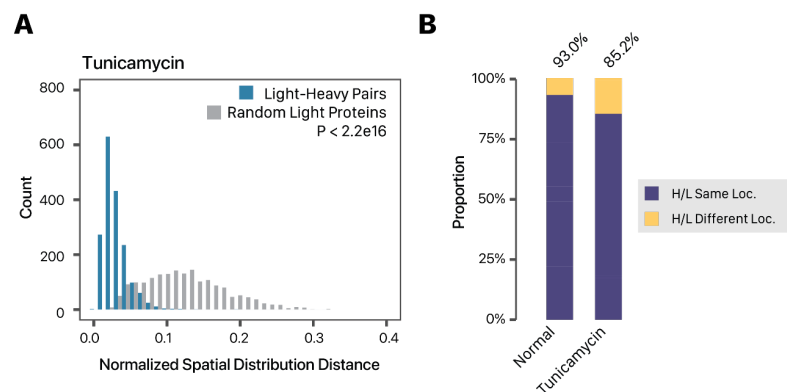 A
Tunicamycin
Light-Heavy Pairs
Random Light Proteins
P < 2.2e16
Count
800
600
400
200
0
0.0 0.1 0.2 0.3 0.4
Normalized Spatial Distribution Distance
B
93.0% 85.2%
Proportion
100%
75%
50%
25%
0%
Normal Tunicamycin
H/L Same Loc.
H/L Different Loc.